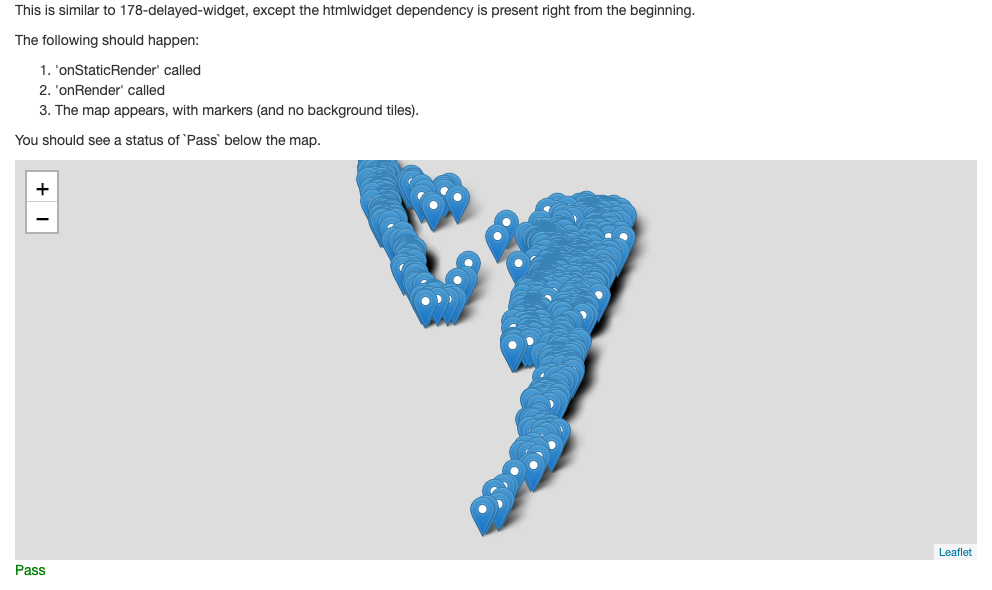 This is similar to 178-delayed-widget, except the htmlwidget dependency is present right from the beginning.
The following should happen:
1. 'onStaticRender' called
2. 'onRender' called
3. The map appears, with markers (and no background tiles).
You should see a status of `Pass` below the map.
+
−
Leaflet
Pass